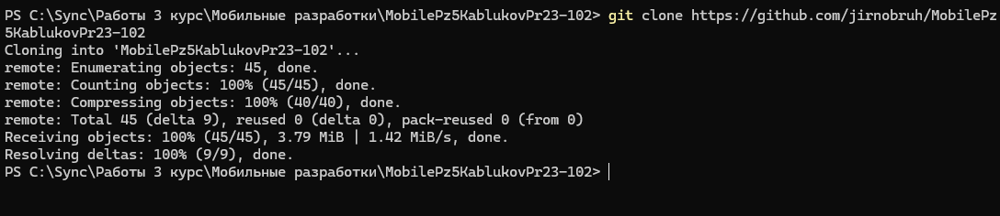 PS C:\Sync\Работы 3 курс\Мобильные разработки\MobilePz5KablukovPr23-102> git clone https://github.com/jirnobruh/MobilePz
5KablukovPr23-102
Cloning into 'MobilePz5KablukovPr23-102'...
remote: Enumerating objects: 45, done.
remote: Counting objects: 100% (45/45), done.
remote: Compressing objects: 100% (40/40), done.
remote: Total 45 (delta 9), reused 0 (delta 0), pack-reused 0 (from 0)
Receiving objects: 100% (45/45), 3.79 MiB | 1.42 MiB/s, done.
Resolving deltas: 100% (9/9), done.
PS C:\Sync\Работы 3 курс\Мобильные разработки\MobilePz5KablukovPr23-102>